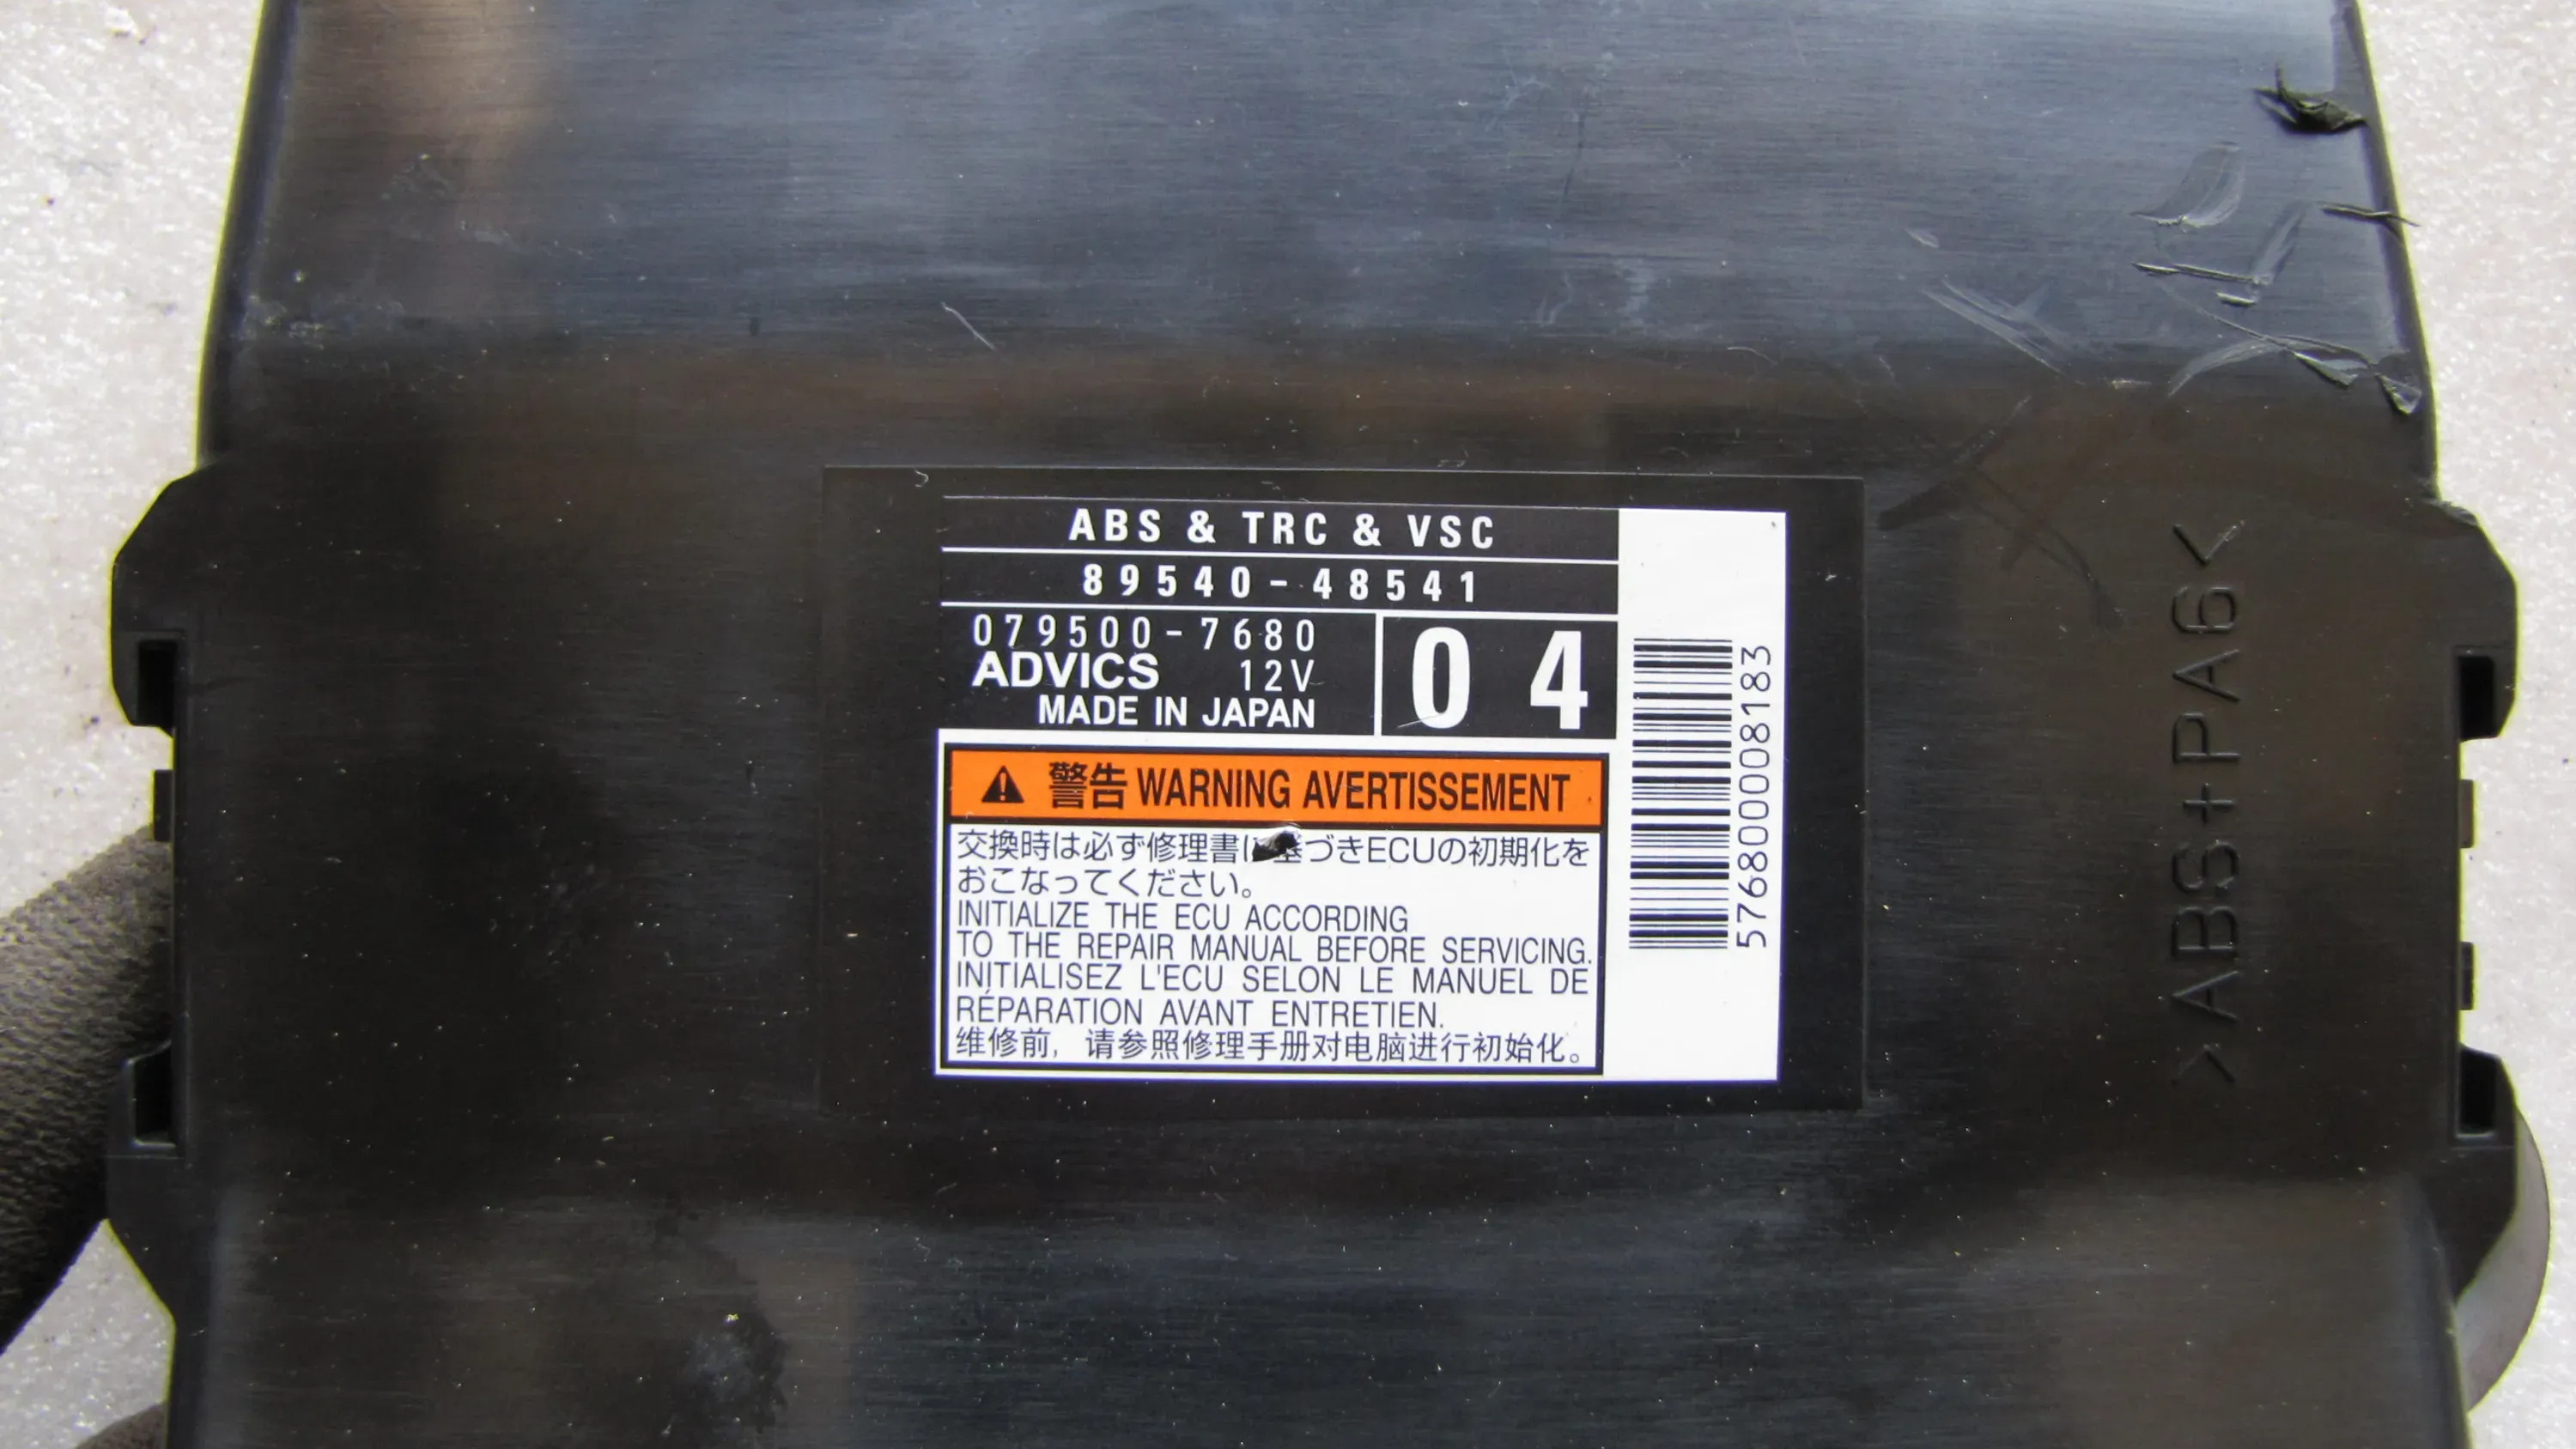 ABS & TRC & VSC
89540-48541
079500-7680
ADVICS 12V
MADE IN JAPAN
04
576800008183
警告 WARNING AVERTISSEMENT
交換時は必ず修理書に基づきECUの初期化を
おこなってください。
INITIALIZE THE ECU ACCORDING
TO THE REPAIR MANUAL BEFORE SERVICING.
INITIALISEZ L'ECU SELON LE MANUEL DE
RÉPARATION AVANT ENTRETIEN.
维修前，请参照修理手册对电脑进行初始化。
>ABS+PA6<